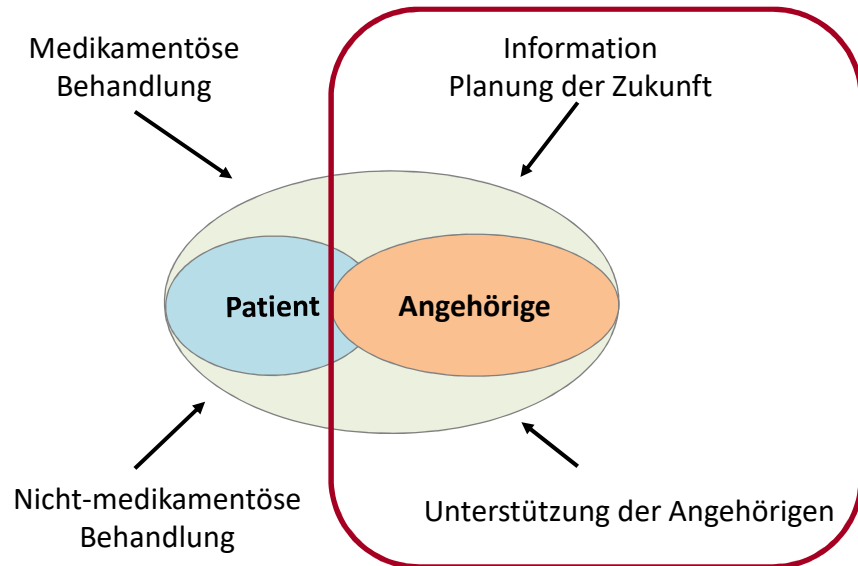 Medikamentöse
Behandlung
Information
Planung der Zukunft
Patient
Angehörige
Nicht-medikamentöse
Behandlung
Unterstützung der Angehörigen